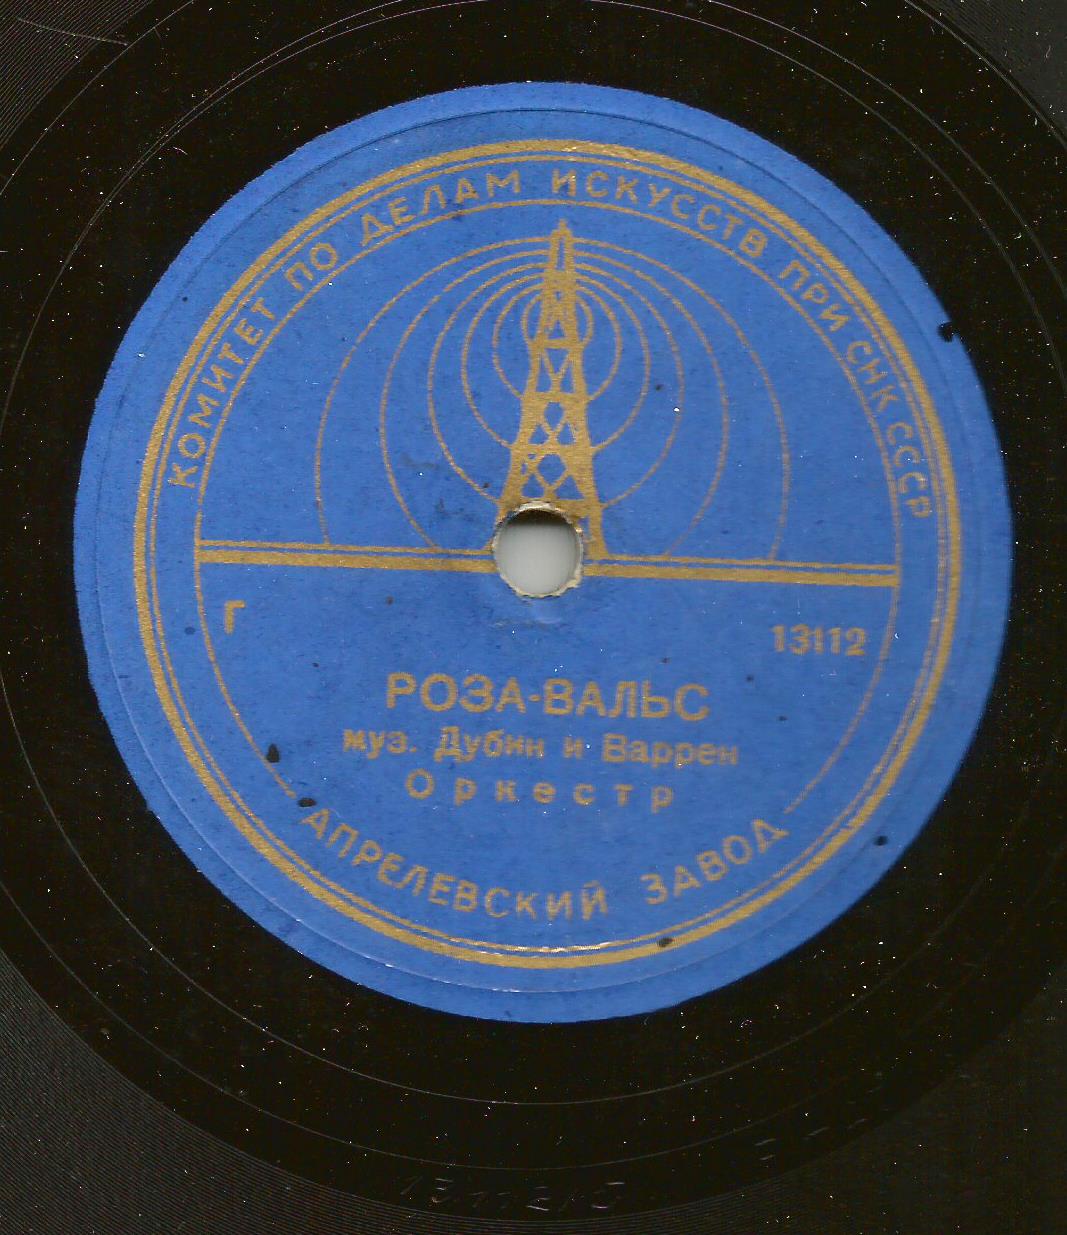 КОМИТЕТ ПО ДЕЛАМ ИСКУССТВ ПРИ СНК СССР
Г
13112
РОЗА-ВАЛЬС
муз. Дубин и Варрен
Оркестр
АПРЕЛЕВСКИЙ ЗАВОД